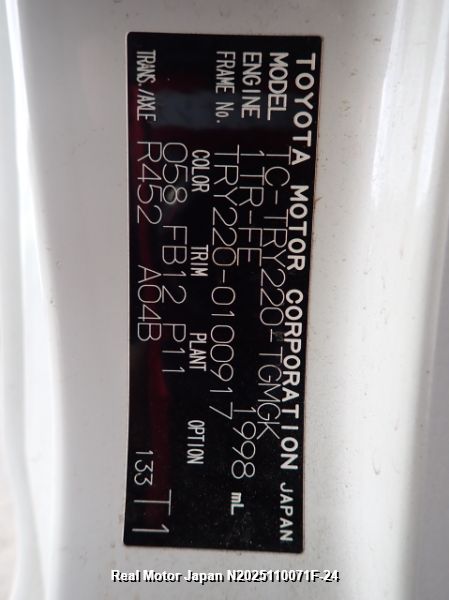 TOYOTA MOTOR CORPORATION JAPAN
MODEL TC-TRY220-TGMGK
ENGINE 1TR-FE 1998 mL
FRAME No. TRY220-0100917
COLOR TRIM PLANT OPTION
058 FB12 P11
TRANS./AXLE R452 A04B 133 T1
Real Motor Japan N2025110071F-24